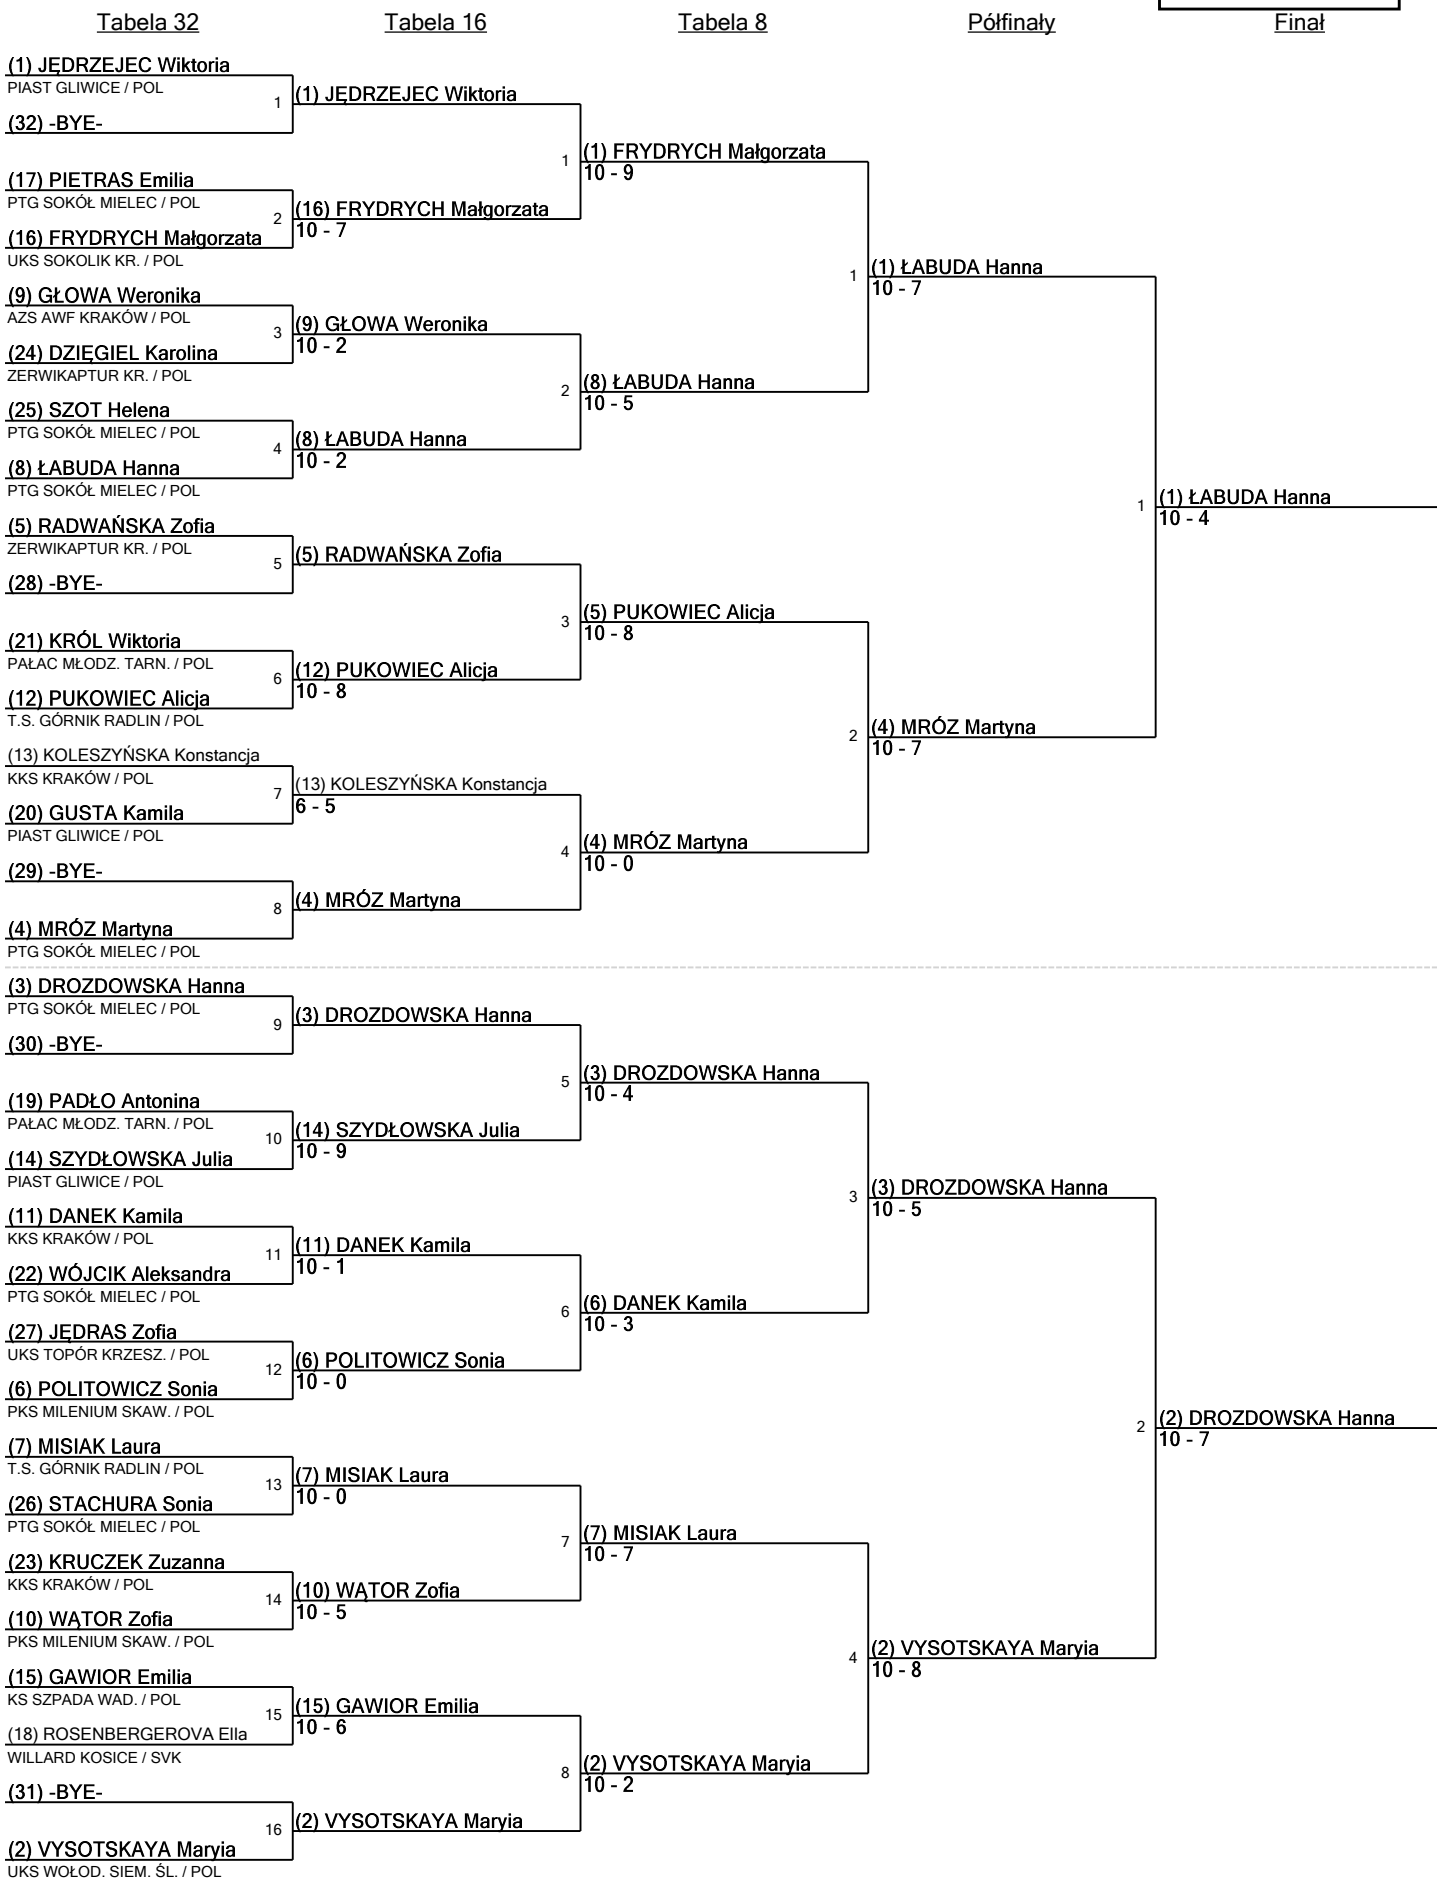 Tabela 32
Tabela 16
Tabela 8
Półfinały
Finał
(1) JĘDRZEJEC Wiktoria
PIAST GLIWICE / POL
1
(32) -BYE-
(17) PIETRAS Emilia
PTG SOKÓŁ MIELEC / POL
2
(16) FRYDRYCH Małgorzata
UKS SOKOLIK KR. / POL
(9) GŁOWA Weronika
AZS AWF KRAKÓW / POL
3
(24) DZIĘGIEL Karolina
ZERWIKAPTUR KR. / POL
(25) SZOT Helena
PTG SOKÓŁ MIELEC / POL
4
(8) ŁABUDA Hanna
PTG SOKÓŁ MIELEC / POL
(5) RADWAŃSKA Zofia
ZERWIKAPTUR KR. / POL
5
(28) -BYE-
(21) KRÓL Wiktoria
PAŁAC MŁODZ. TARN. / POL
6
(12) PUKOWIEC Alicja
T.S. GÓRNIK RADLIN / POL
(13) KOLESZYŃSKA Konstancja
KKS KRAKÓW / POL
7
(20) GUSTA Kamila
PIAST GLIWICE / POL
(29) -BYE-
8
(4) MRÓZ Martyna
PTG SOKÓŁ MIELEC / POL
(3) DROZDOWSKA Hanna
PTG SOKÓŁ MIELEC / POL
9
(30) -BYE-
(19) PADŁO Antonina
PAŁAC MŁODZ. TARN. / POL
10
(14) SZYDŁOWSKA Julia
PIAST GLIWICE / POL
(11) DANEK Kamila
KKS KRAKÓW / POL
11
(22) WÓJCIK Aleksandra
PTG SOKÓŁ MIELEC / POL
(27) JĘDRAS Zofia
UKS TOPÓR KRZESZ. / POL
12
(6) POLITOWICZ Sonia
PKS MILENIUM SKAW. / POL
(7) MISIAK Laura
T.S. GÓRNIK RADLIN / POL
13
(26) STACHURA Sonia
PTG SOKÓŁ MIELEC / POL
(23) KRUCZEK Zuzanna
KKS KRAKÓW / POL
14
(10) WĄTOR Zofia
PKS MILENIUM SKAW. / POL
(15) GAWIOR Emilia
KS SZPADA WAD. / POL
15
(18) ROSENBERGEROVA Ella
WILLARD KOSICE / SVK
(31) -BYE-
16
(2) VYSOTSKAYA Maryia
UKS WOŁOD. SIEM. ŚL. / POL
(1) JĘDRZEJEC Wiktoria
1
(16) FRYDRYCH Małgorzata
10 - 7
(9) GŁOWA Weronika
10 - 2
2
(8) ŁABUDA Hanna
10 - 2
(5) RADWAŃSKA Zofia
3
(12) PUKOWIEC Alicja
10 - 8
(13) KOLESZYŃSKA Konstancja
6 - 5
4
(4) MRÓZ Martyna
(3) DROZDOWSKA Hanna
5
(14) SZYDŁOWSKA Julia
10 - 9
(11) DANEK Kamila
10 - 1
6
(6) POLITOWICZ Sonia
10 - 0
(7) MISIAK Laura
10 - 0
7
(10) WĄTOR Zofia
10 - 5
(15) GAWIOR Emilia
10 - 6
8
(2) VYSOTSKAYA Maryia
(1) FRYDRYCH Małgorzata
10 - 9
1
(8) ŁABUDA Hanna
10 - 5
(5) PUKOWIEC Alicja
10 - 8
2
(4) MRÓZ Martyna
10 - 0
(3) DROZDOWSKA Hanna
10 - 4
3
(6) DANEK Kamila
10 - 3
(7) MISIAK Laura
10 - 7
4
(2) VYSOTSKAYA Maryia
10 - 2
(1) ŁABUDA Hanna
10 - 7
1
(4) MRÓZ Martyna
10 - 7
(3) DROZDOWSKA Hanna
10 - 5
2
(2) VYSOTSKAYA Maryia
10 - 8
(1) ŁABUDA Hanna
10 - 4
(2) DROZDOWSKA Hanna
10 - 7